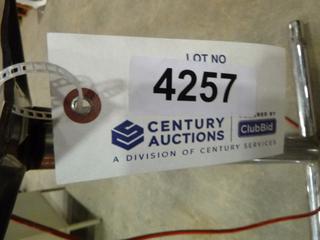 LOT NO
4257
CENTURY
AUCTIONS
ClubBid
A DIVISION OF CENTURY SERVICES